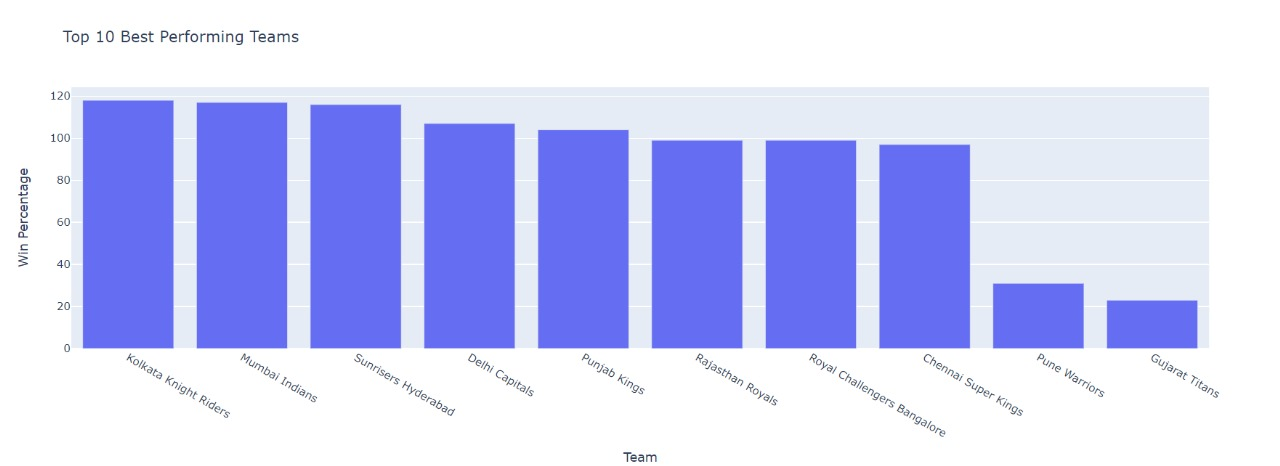 Top 10 Best Performing Teams
120
100
80
60
40
20
0
Win Percentage
Kolkata Knight Riders
Mumbai Indians
Sunrisers Hyderabad
Delhi Capitals
Punjab Kings
Rajasthan Royals
Royal Challengers Bangalore
Chennai Super Kings
Pune Warriors
Gujarat Titans
Team